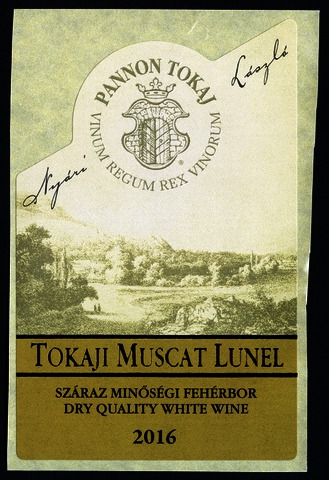 PANNON TOKAJ
VINUM REGUM REX VINORUM
Nyári László
TOKAJI MUSCAT LUNEL
SZÁRAZ MINŐSÉGI FEHÉRBOR
DRY QUALITY WHITE WINE
2016